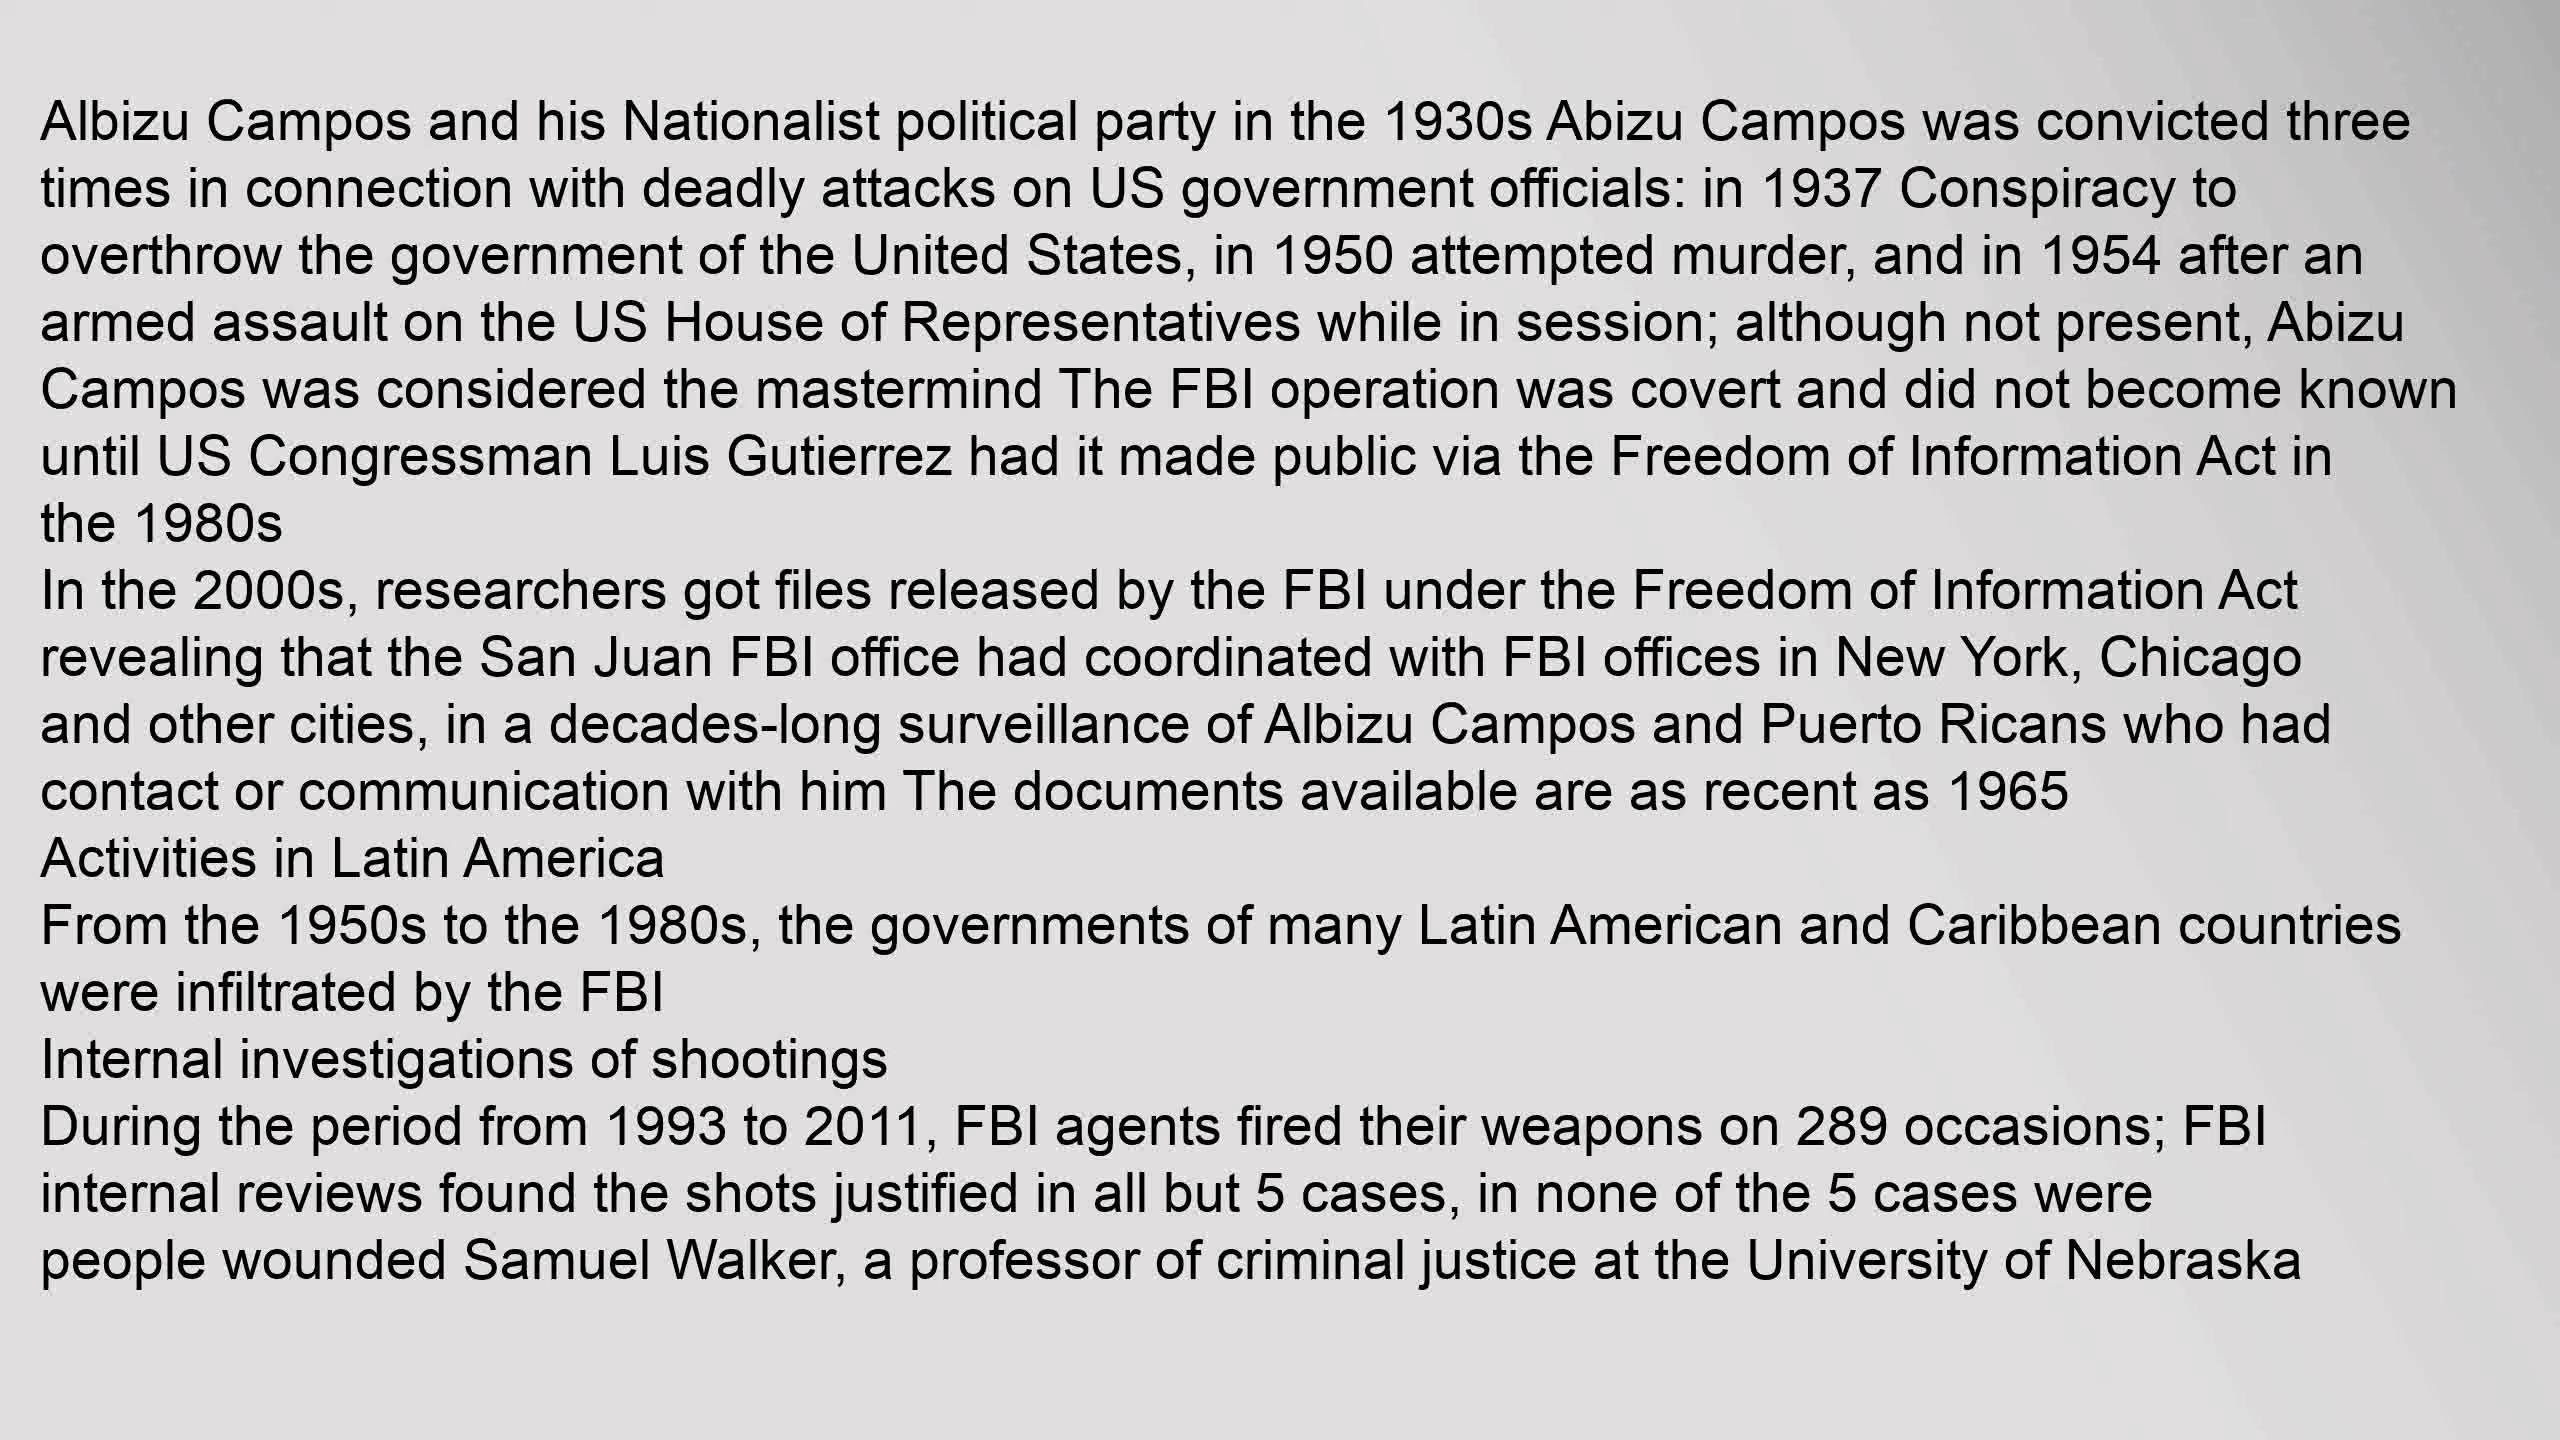 Albizu Campos and his Nationalist political party in the 1930s Abizu Campos was convicted three
times in connection with deadly attacks on US government officials: in 1937 Conspiracy to
overthrow the government of the United States, in 1950 attempted murder, and in 1954 after an
armed assault on the US House of Representatives while in session; although not present, Abizu
Campos was considered the mastermind The FBI operation was covert and did not become known
until US Congressman Luis Gutierrez had it made public via the Freedom of Information Act in
the 1980s
In the 2000s, researchers got files released by the FBI under the Freedom of Information Act
revealing that the San Juan FBI office had coordinated with FBI offices in New York, Chicago
and other cities, in a decades-long surveillance of Albizu Campos and Puerto Ricans who had
contact or communication with him The documents available are as recent as 1965
Activities in Latin America
From the 1950s to the 1980s, the governments of many Latin American and Caribbean countries
were infiltrated by the FBI
Internal investigations of shootings
During the period from 1993 to 2011, FBI agents fired their weapons on 289 occasions; FBI
internal reviews found the shots justified in all but 5 cases, in none of the 5 cases were
people wounded Samuel Walker, a professor of criminal justice at the University of Nebraska